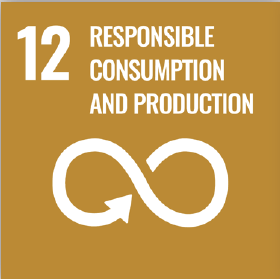 12 RESPONSIBLE
CONSUMPTION
AND PRODUCTION